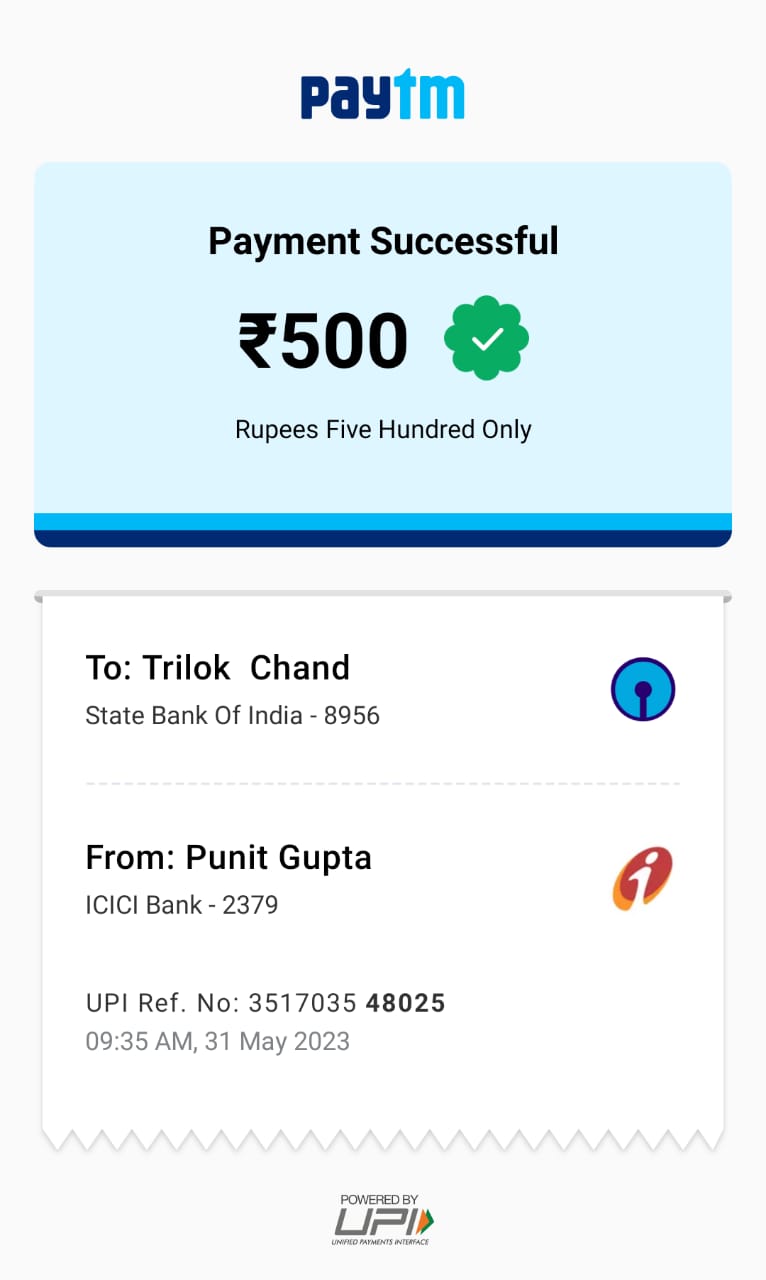 paytm
Payment Successful
₹500
Rupees Five Hundred Only
To: Trilok  Chand
State Bank Of India - 8956
From: Punit Gupta
ICICI Bank - 2379
UPI Ref. No: 3517035 48025
09:35 AM, 31 May 2023
POWERED BY
UPI
UNIFIED PAYMENTS INTERFACE